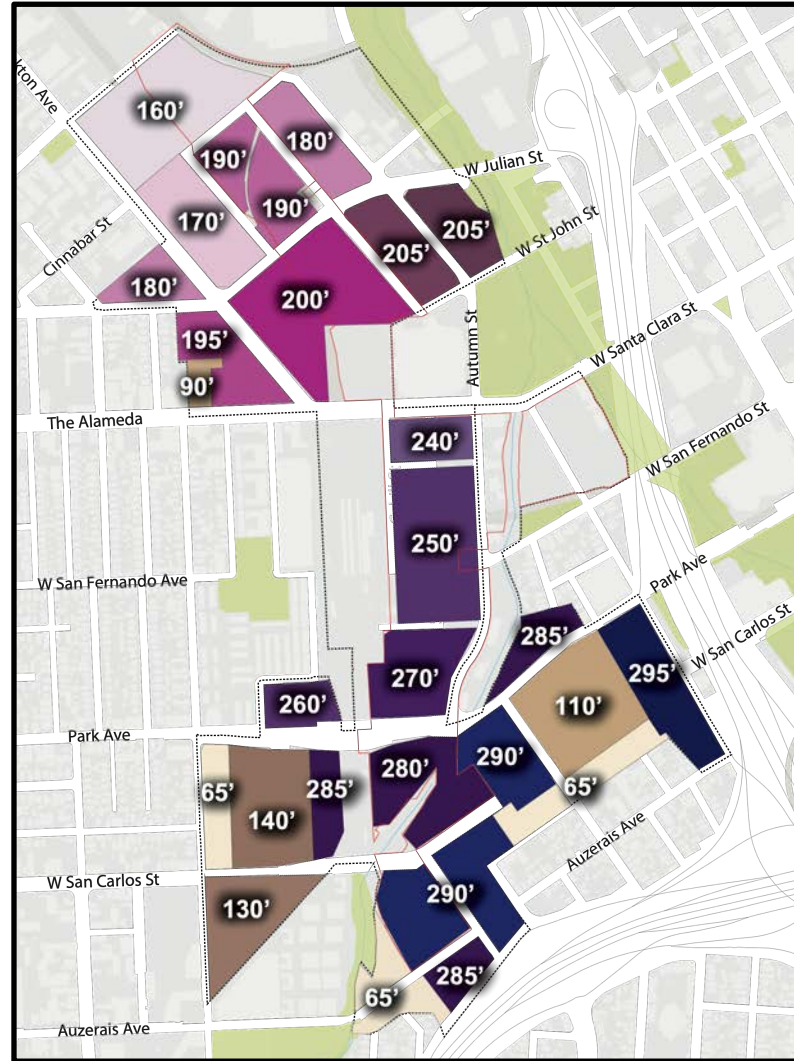 kton Ave
160’
180’
190’
W Julian St
190’
170’
205’
205’
W St John St
Cinnabar St
180’
200’
195’
Autumn St
W Santa Clara St
90’
The Alameda
240’
W San Fernando St
250’
W San Fernando Ave
Park Ave
285’
W San Carlos St
270’
295’
260’
110’
Park Ave
290’
280’
65’
285’
65’
140’
Auzerais Ave
W San Carlos St
290’
130’
285’
65’
Auzerais Ave